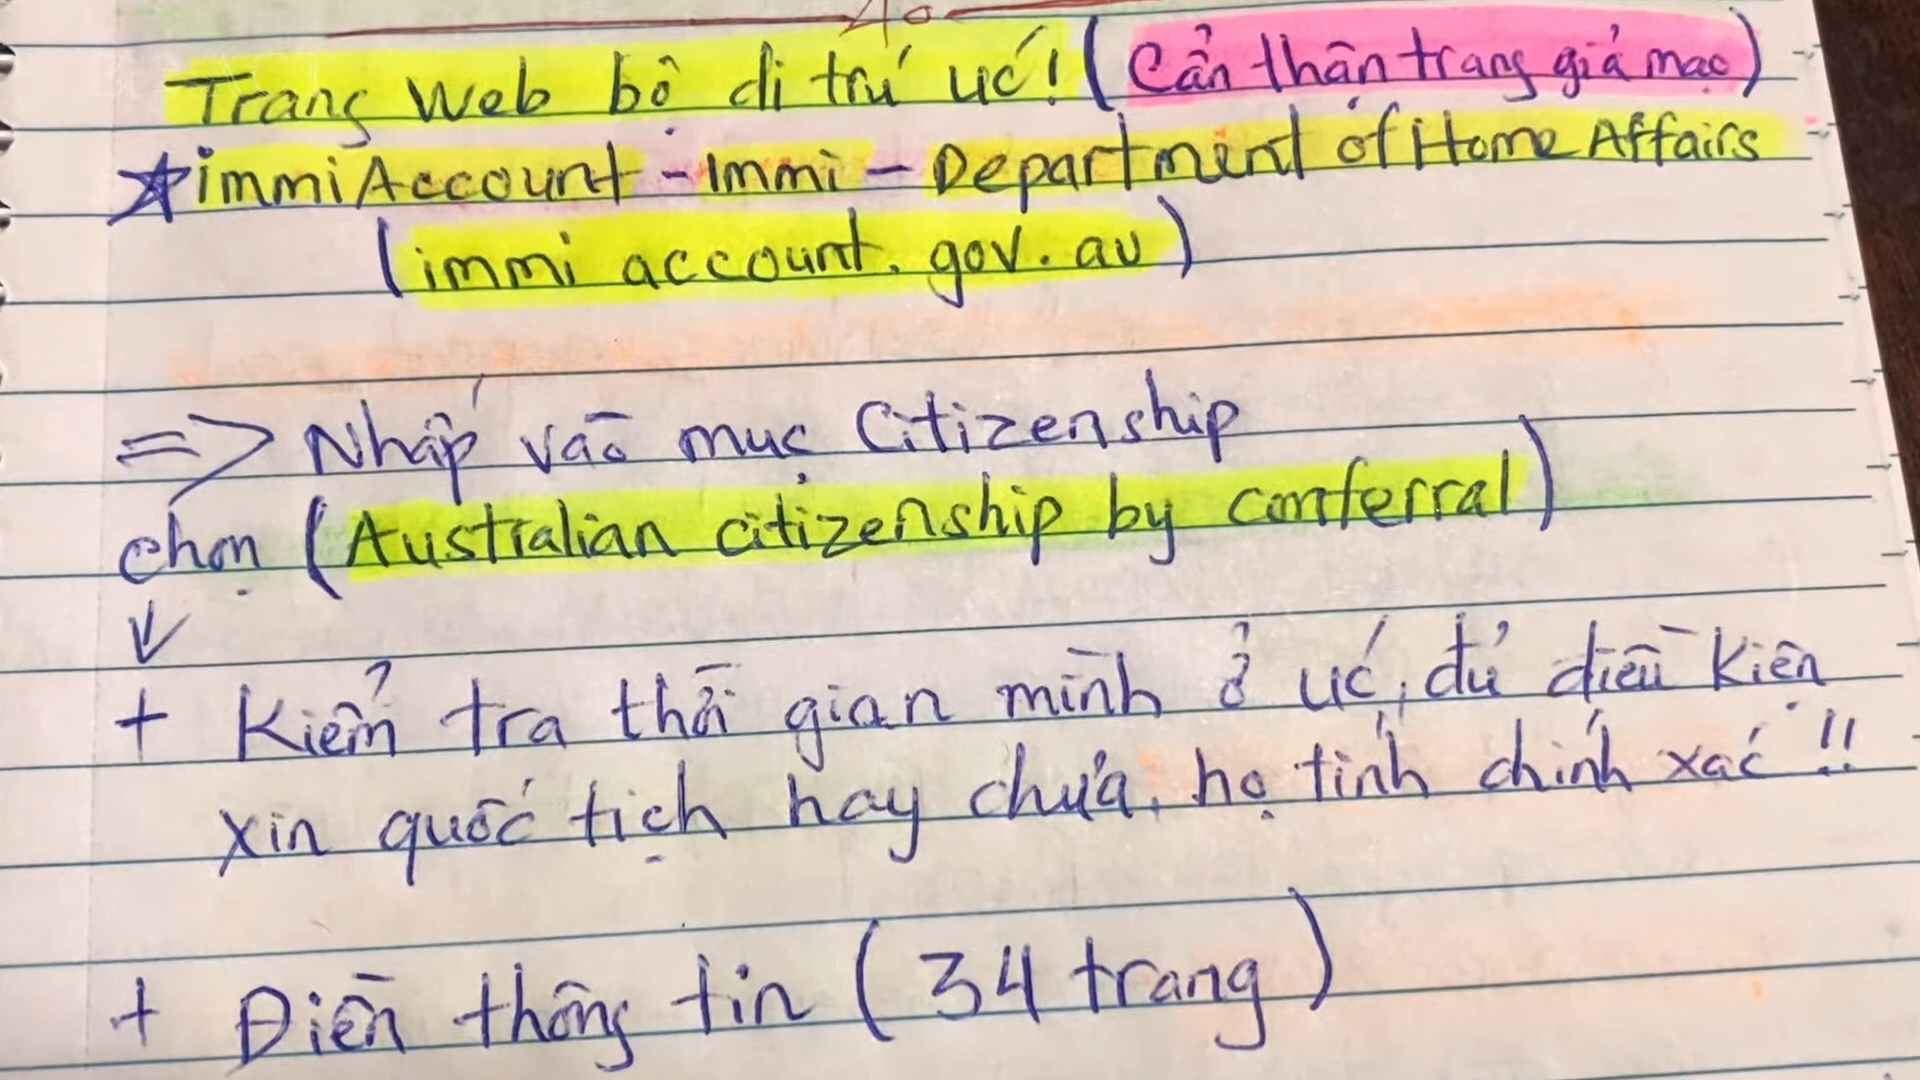 Trang Web bộ di trú Úc! (Cẩn thận trang giả mạo)
immiAccount - Immi - Department of Home Affairs
(immi account. gov. au)
=> Nhấp vào mục Citizenship
chọn (Australian citizenship by conferral)
+ Kiểm tra thời gian mình ở Úc, đủ điều kiện
xin quốc tịch hay chưa, họ tính chính xác !!
+ Điền thông tin (34 trang)